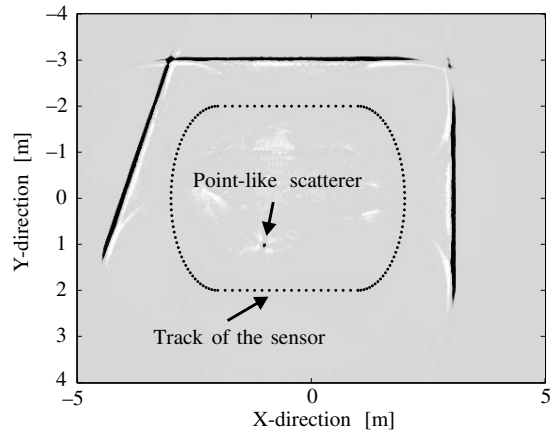 −4
−3
−2
−1
0
1
2
3
4
Y-direction [m]
Point-like scatterer
Track of the sensor
−5 0 5
X-direction [m]